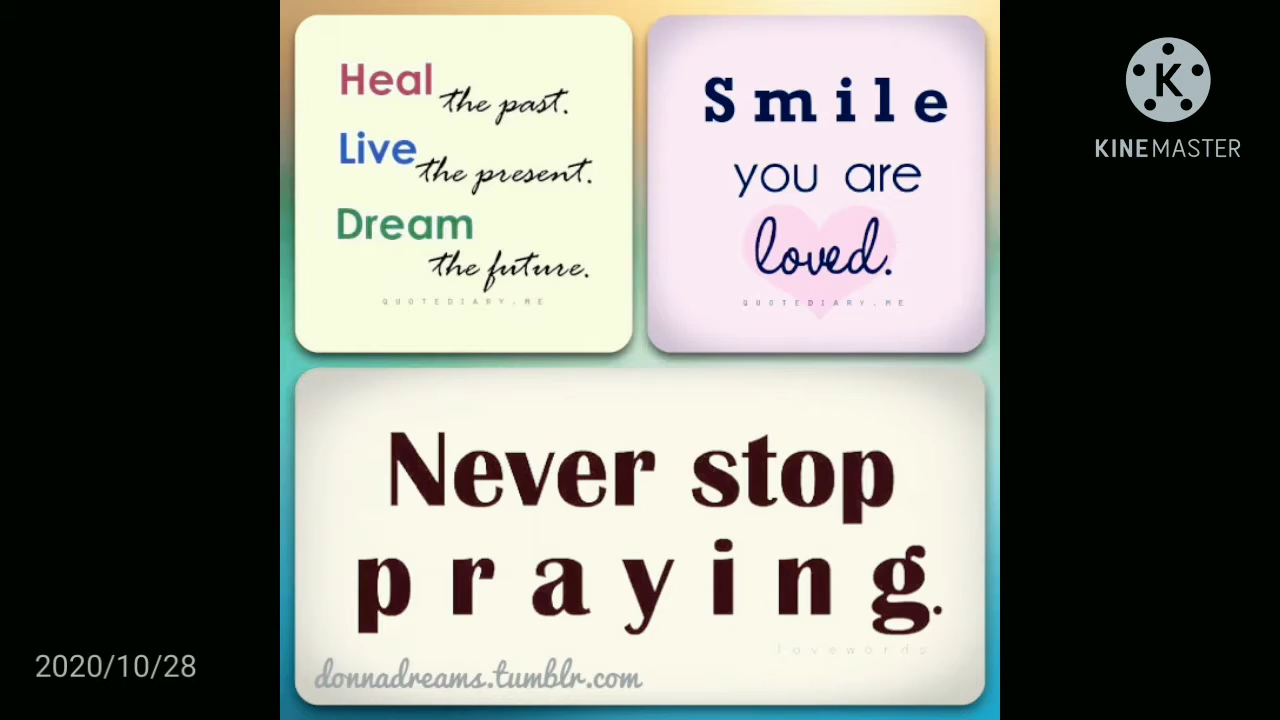 Heal the past.
Live the present.
Dream
the future.
QUOTEDIARY.ME
Smile
you are
loved.
QUOTEDIARY.ME
Never stop
praying.
lovewords
donnadreams.tumblr.com
K
KINEMASTER
2020/10/28